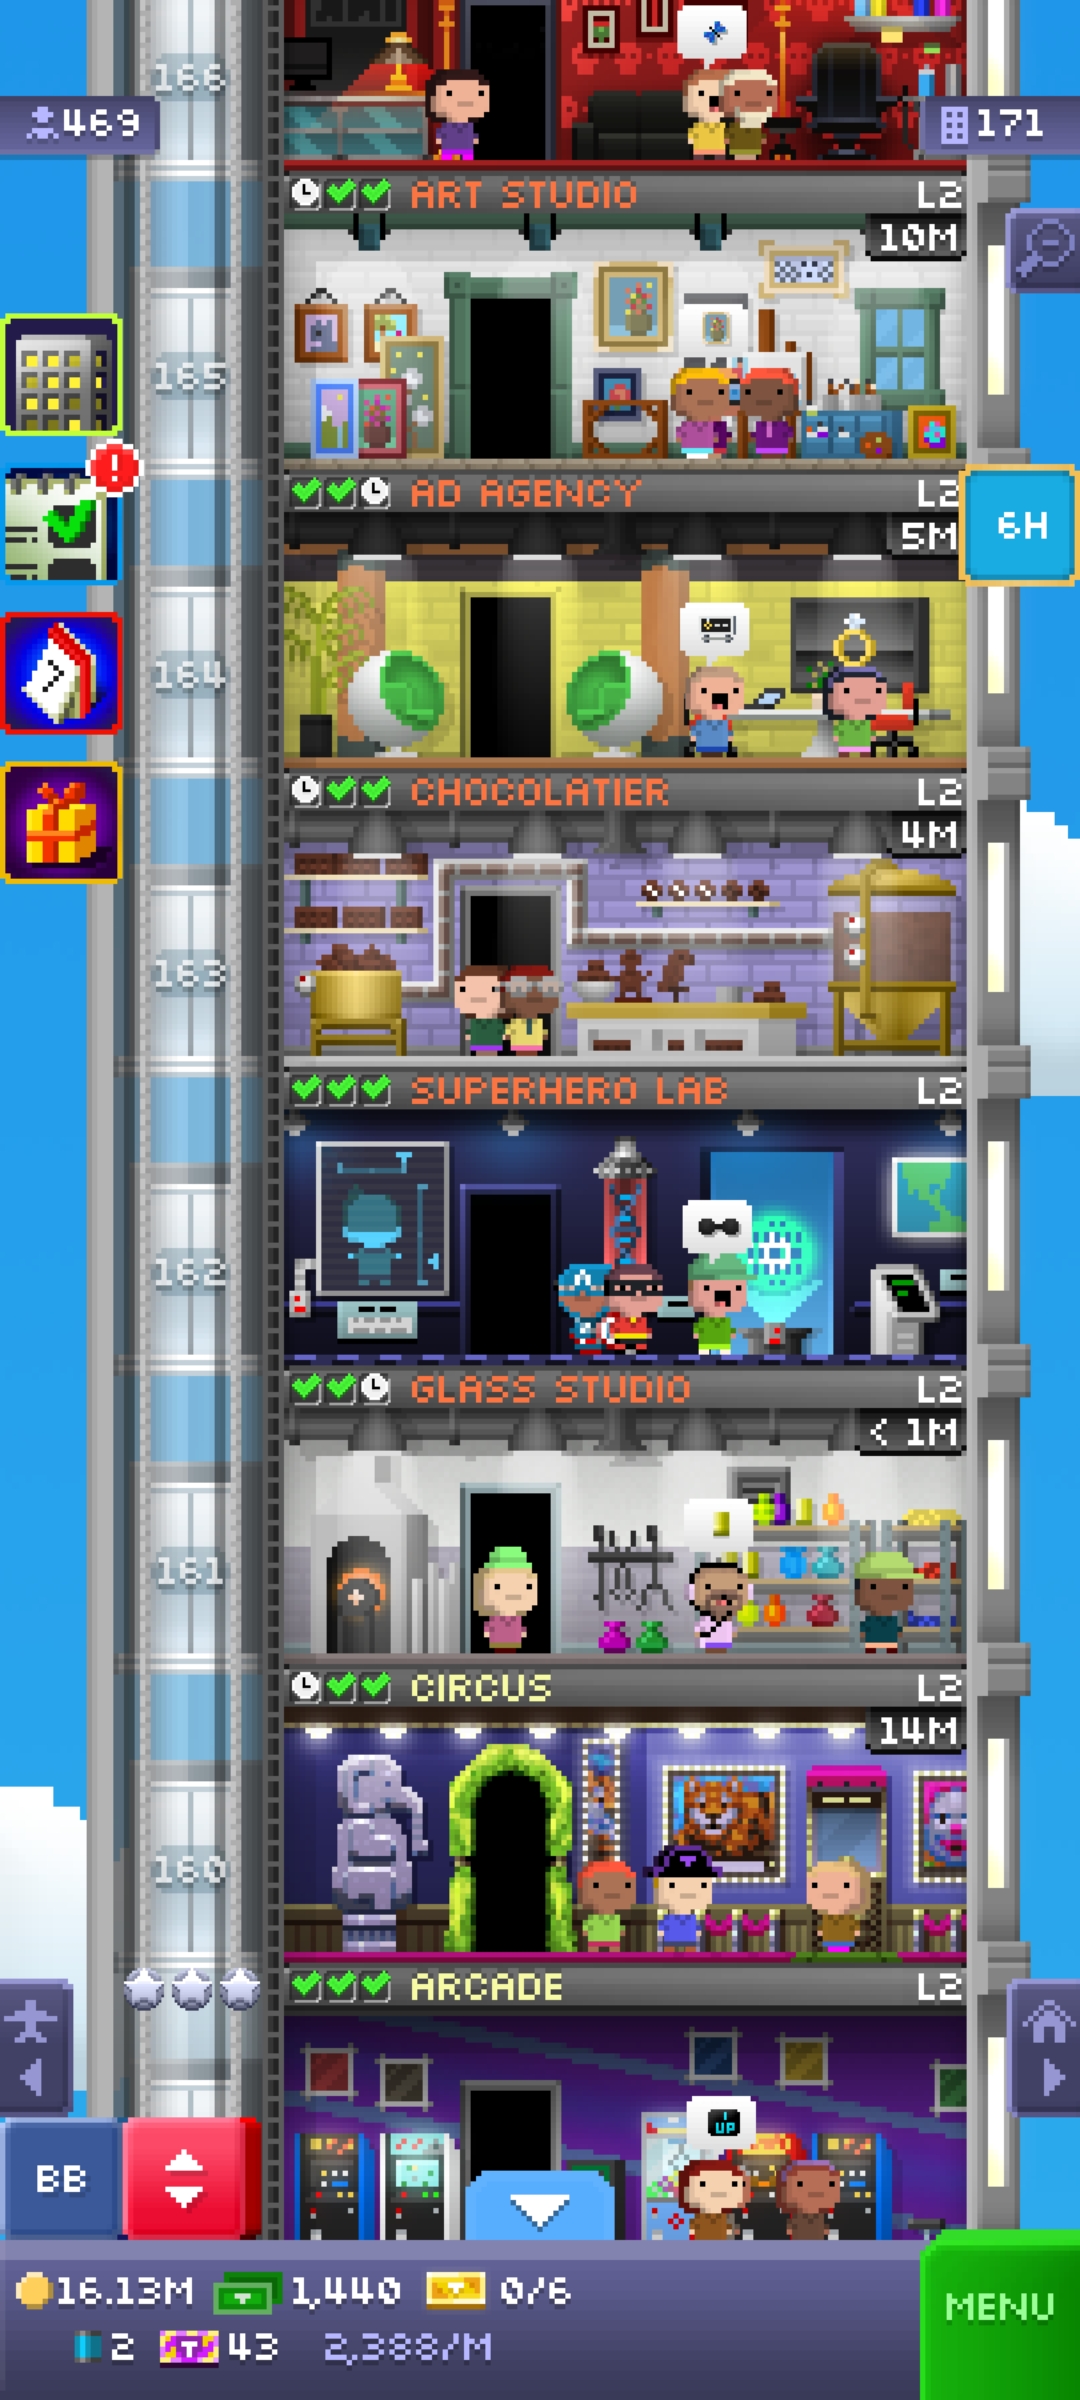 166
469
171
ART STUDIO L2
10M
165
AD AGENCY L2
5M
6H
164
CHOCOLATIER L2
4M
163
SUPERHERO LAB L2
162
GLASS STUDIO L2
< 1M
161
CIRCUS L2
14M
160
ARCADE L2
UP
BB
16.13M 1,440 0/6
MENU
2 43 2,388/M